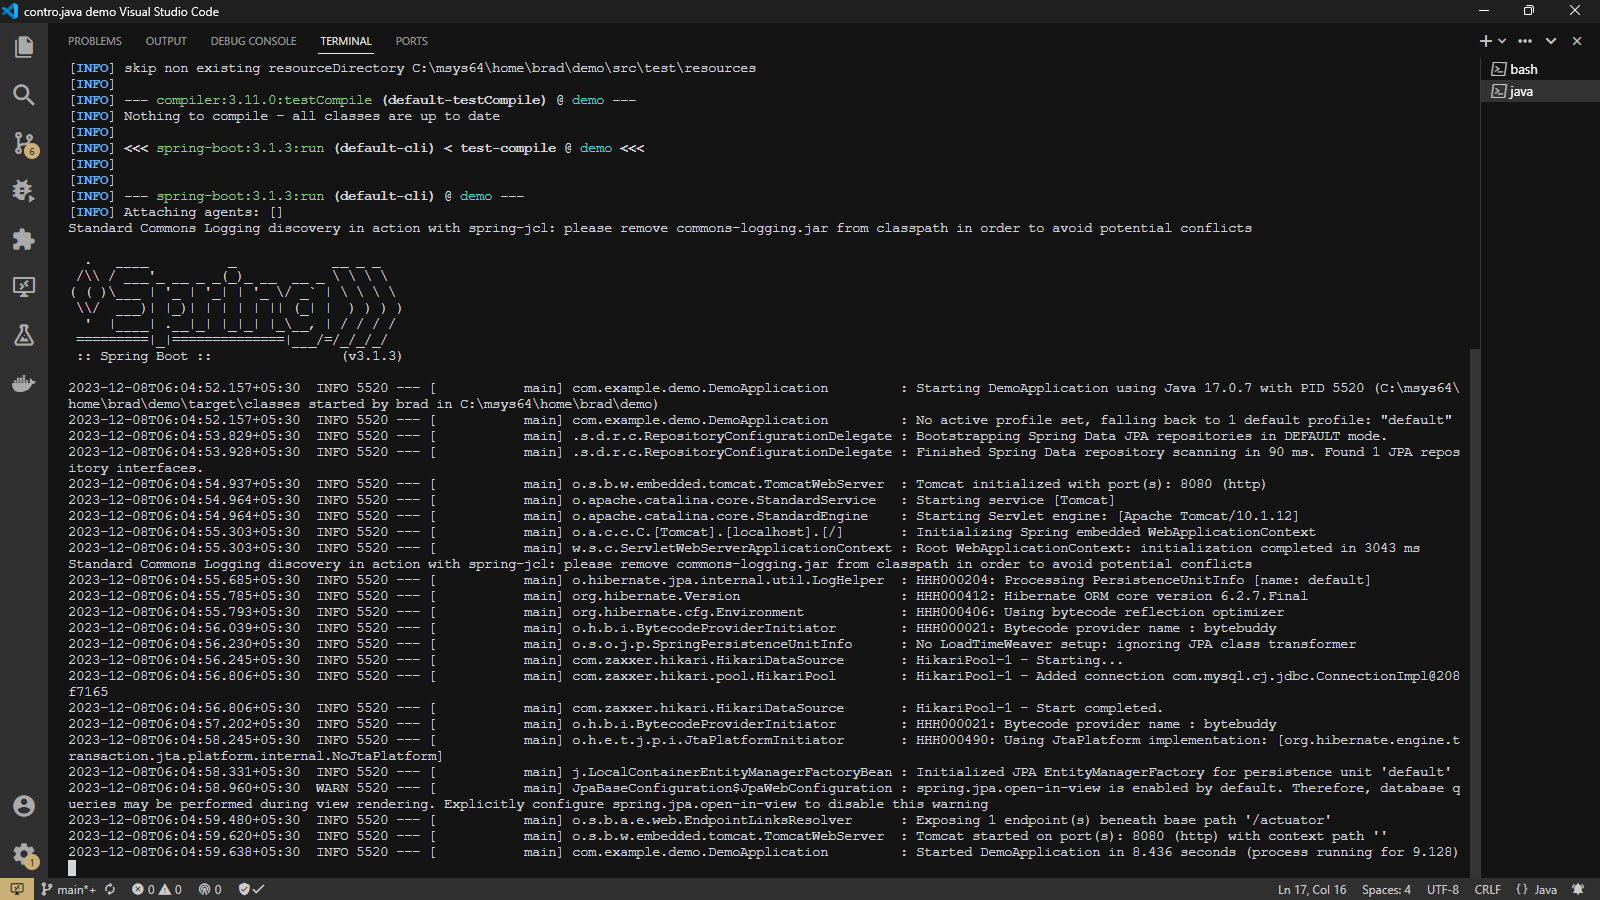 contro.java demo Visual Studio Code
PROBLEMS OUTPUT DEBUG CONSOLE TERMINAL PORTS
[INFO] skip non existing resourceDirectory C:\msys64\home\brad\demo\src\test\resources
[INFO]
[INFO] --- compiler:3.11.0:testCompile (default-testCompile) @ demo ---
[INFO] Nothing to compile - all classes are up to date
[INFO]
[INFO] <<< spring-boot:3.1.3:run (default-cli) < test-compile @ demo <<<
[INFO]
[INFO]
[INFO] --- spring-boot:3.1.3:run (default-cli) @ demo ---
[INFO] Attaching agents: []
Standard Commons Logging discovery in action with spring-jcl: please remove commons-logging.jar from classpath in order to avoid potential conflicts
  .   ____          _            __ _ _
 /\\ / ___'_ __ _ _(_)_ __  __ _ \ \ \ \
( ( )\___ | '_ | '_| | '_ \/ _` | \ \ \ \
 \\/  ___)| |_)| | | | | || (_| |  ) ) ) )
  '  |____| .__|_| |_|_| |_\__, | / / / /
 =========|_|==============|___/=/_/_/_/
 :: Spring Boot ::                (v3.1.3)
2023-12-08T06:04:52.157+05:30  INFO 5520 --- [           main] com.example.demo.DemoApplication         : Starting DemoApplication using Java 17.0.7 with PID 5520 (C:\msys64\
home\brad\demo\target\classes started by brad in C:\msys64\home\brad\demo)
2023-12-08T06:04:52.157+05:30  INFO 5520 --- [           main] com.example.demo.DemoApplication         : No active profile set, falling back to 1 default profile: "default"
2023-12-08T06:04:53.829+05:30  INFO 5520 --- [           main] .s.d.r.c.RepositoryConfigurationDelegate : Bootstrapping Spring Data JPA repositories in DEFAULT mode.
2023-12-08T06:04:53.928+05:30  INFO 5520 --- [           main] .s.d.r.c.RepositoryConfigurationDelegate : Finished Spring Data repository scanning in 90 ms. Found 1 JPA repos
itory interfaces.
2023-12-08T06:04:54.937+05:30  INFO 5520 --- [           main] o.s.b.w.embedded.tomcat.TomcatWebServer  : Tomcat initialized with port(s): 8080 (http)
2023-12-08T06:04:54.964+05:30  INFO 5520 --- [           main] o.apache.catalina.core.StandardService   : Starting service [Tomcat]
2023-12-08T06:04:54.964+05:30  INFO 5520 --- [           main] o.apache.catalina.core.StandardEngine    : Starting Servlet engine: [Apache Tomcat/10.1.12]
2023-12-08T06:04:55.303+05:30  INFO 5520 --- [           main] o.a.c.c.C.[Tomcat].[localhost].[/]       : Initializing Spring embedded WebApplicationContext
2023-12-08T06:04:55.303+05:30  INFO 5520 --- [           main] w.s.c.ServletWebServerApplicationContext : Root WebApplicationContext: initialization completed in 3043 ms
Standard Commons Logging discovery in action with spring-jcl: please remove commons-logging.jar from classpath in order to avoid potential conflicts
2023-12-08T06:04:55.685+05:30  INFO 5520 --- [           main] o.hibernate.jpa.internal.util.LogHelper  : HHH000204: Processing PersistenceUnitInfo [name: default]
2023-12-08T06:04:55.785+05:30  INFO 5520 --- [           main] org.hibernate.Version                    : HHH000412: Hibernate ORM core version 6.2.7.Final
2023-12-08T06:04:55.793+05:30  INFO 5520 --- [           main] org.hibernate.cfg.Environment            : HHH000406: Using bytecode reflection optimizer
2023-12-08T06:04:56.039+05:30  INFO 5520 --- [           main] o.h.b.i.BytecodeProviderInitiator        : HHH000021: Bytecode provider name : bytebuddy
2023-12-08T06:04:56.230+05:30  INFO 5520 --- [           main] o.s.o.j.p.SpringPersistenceUnitInfo      : No LoadTimeWeaver setup: ignoring JPA class transformer
2023-12-08T06:04:56.245+05:30  INFO 5520 --- [           main] com.zaxxer.hikari.HikariDataSource       : HikariPool-1 - Starting...
2023-12-08T06:04:56.806+05:30  INFO 5520 --- [           main] com.zaxxer.hikari.pool.HikariPool        : HikariPool-1 - Added connection com.mysql.cj.jdbc.ConnectionImpl@208
f7165
2023-12-08T06:04:56.806+05:30  INFO 5520 --- [           main] com.zaxxer.hikari.HikariDataSource       : HikariPool-1 - Start completed.
2023-12-08T06:04:57.202+05:30  INFO 5520 --- [           main] o.h.b.i.BytecodeProviderInitiator        : HHH000021: Bytecode provider name : bytebuddy
2023-12-08T06:04:58.245+05:30  INFO 5520 --- [           main] o.h.e.t.j.p.i.JtaPlatformInitiator       : HHH000490: Using JtaPlatform implementation: [org.hibernate.engine.t
ransaction.jta.platform.internal.NoJtaPlatform]
2023-12-08T06:04:58.331+05:30  INFO 5520 --- [           main] j.LocalContainerEntityManagerFactoryBean : Initialized JPA EntityManagerFactory for persistence unit 'default'
2023-12-08T06:04:58.960+05:30  WARN 5520 --- [           main] JpaBaseConfiguration$JpaWebConfiguration : spring.jpa.open-in-view is enabled by default. Therefore, database q
ueries may be performed during view rendering. Explicitly configure spring.jpa.open-in-view to disable this warning
2023-12-08T06:04:59.480+05:30  INFO 5520 --- [           main] o.s.b.a.e.web.EndpointLinksResolver      : Exposing 1 endpoint(s) beneath base path '/actuator'
2023-12-08T06:04:59.620+05:30  INFO 5520 --- [           main] o.s.b.w.embedded.tomcat.TomcatWebServer  : Tomcat started on port(s): 8080 (http) with context path ''
2023-12-08T06:04:59.638+05:30  INFO 5520 --- [           main] com.example.demo.DemoApplication         : Started DemoApplication in 8.436 seconds (process running for 9.128)
bash
java
6
1
main*+ 0 0 0 Ln 17, Col 16 Spaces: 4 UTF-8 CRLF {} Java